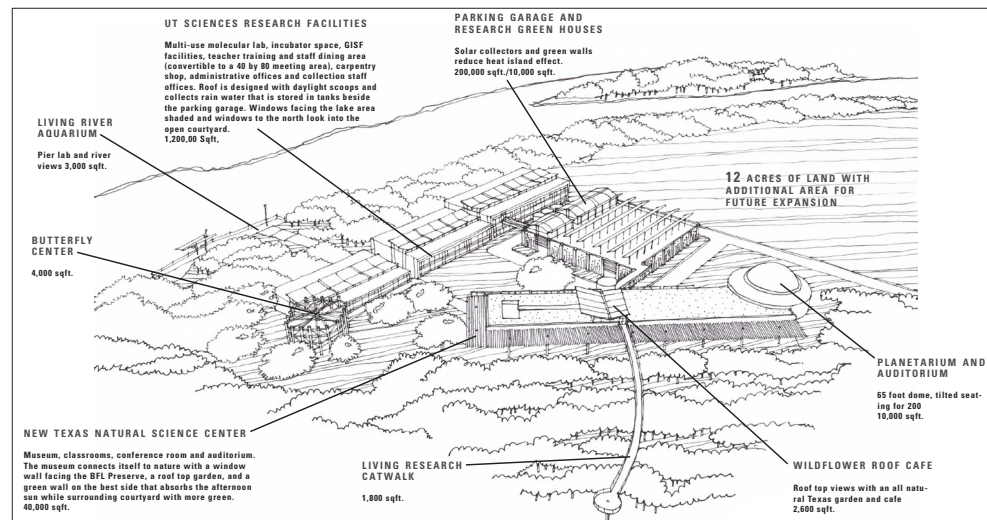 UT SCIENCES RESEARCH FACILITIES
Multi-use molecular lab, incubator space, GISF
facilities, teacher training and staff dining area
(convertible to a 40 by 80 meeting area), carpentry
shop, administrative offices and collection staff
offices. Roof is designed with daylight scoops and
collects rain water that is stored in tanks beside
the parking garage. Windows facing the lake area
shaded and windows to the north look into the
open courtyard.
1,200,00 Sqft,
PARKING GARAGE AND
RESEARCH GREEN HOUSES
Solar collectors and green walls
reduce heat island effect.
200,000 sqft./10,000 sqft.
LIVING RIVER
AQUARIUM
Pier lab and river
views 3,000 sqft.
12 ACRES OF LAND WITH
ADDITIONAL AREA FOR
FUTURE EXPANSION
BUTTERFLY
CENTER
4,000 sqft.
PLANETARIUM AND
AUDITORIUM
65 foot dome, tilted seat-
ing for 200
10,000 sqft.
NEW TEXAS NATURAL SCIENCE CENTER
Museum, classrooms, conference room and auditorium.
The museum connects itself to nature with a window
wall facing the BFL Preserve, a roof top garden, and a
green wall on the best side that absorbs the afternoon
sun while surrounding courtyard with more green.
40,000 sqft.
LIVING RESEARCH
CATWALK
1,800 sqft.
WILDFLOWER ROOF CAFE
Roof top views with an all natu-
ral Texas garden and cafe
2,600 sqft.